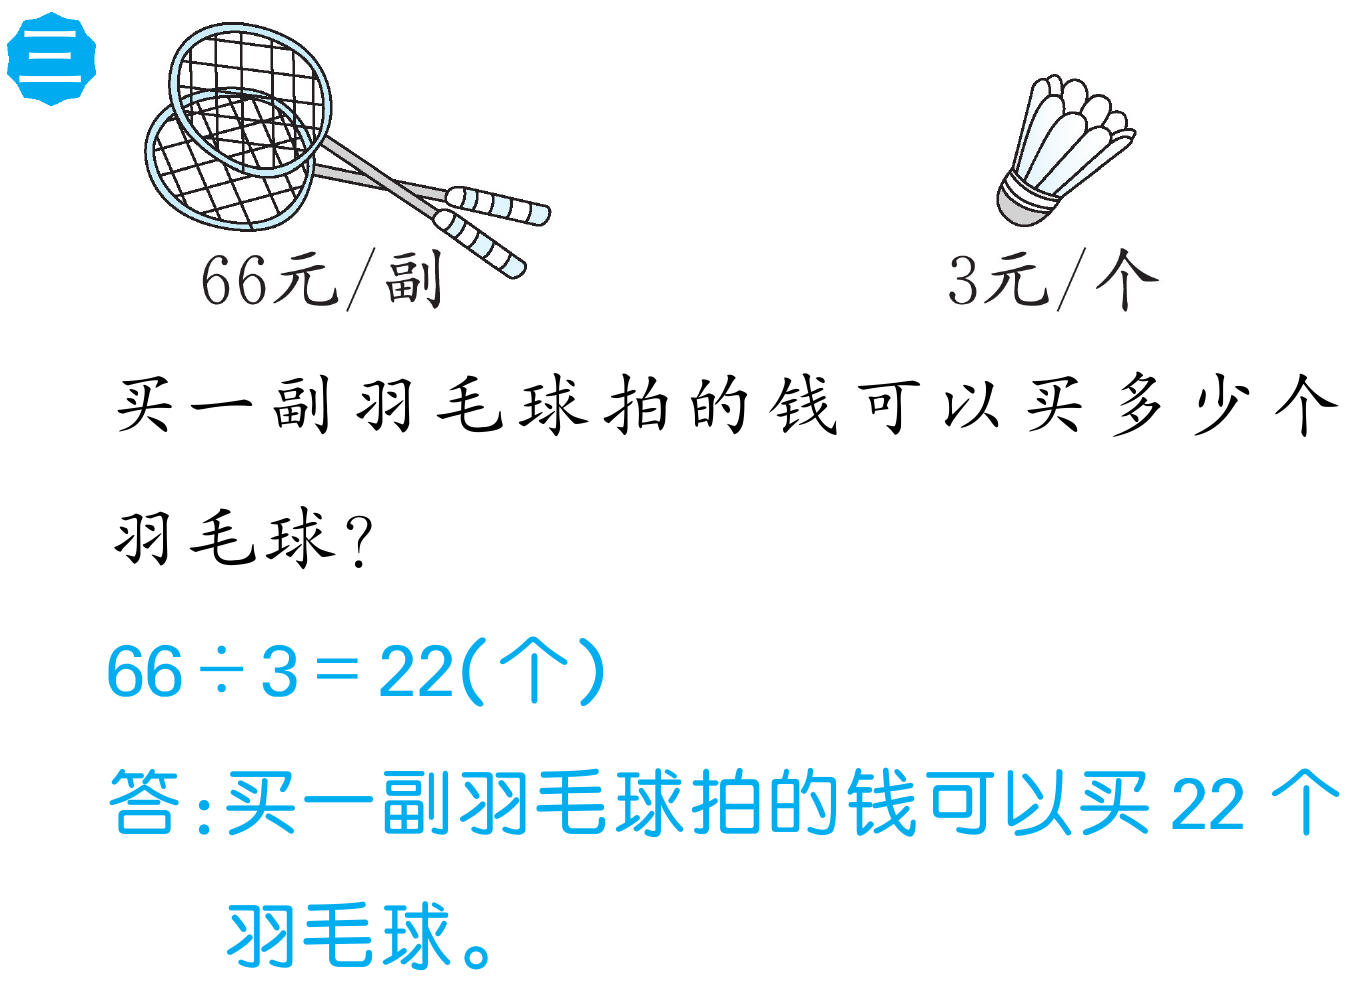 三
66元/副 3元/个
买一副羽毛球拍的钱可以买多少个
羽毛球?
66÷3=22(个)
答:买一副羽毛球拍的钱可以买22个
羽毛球。